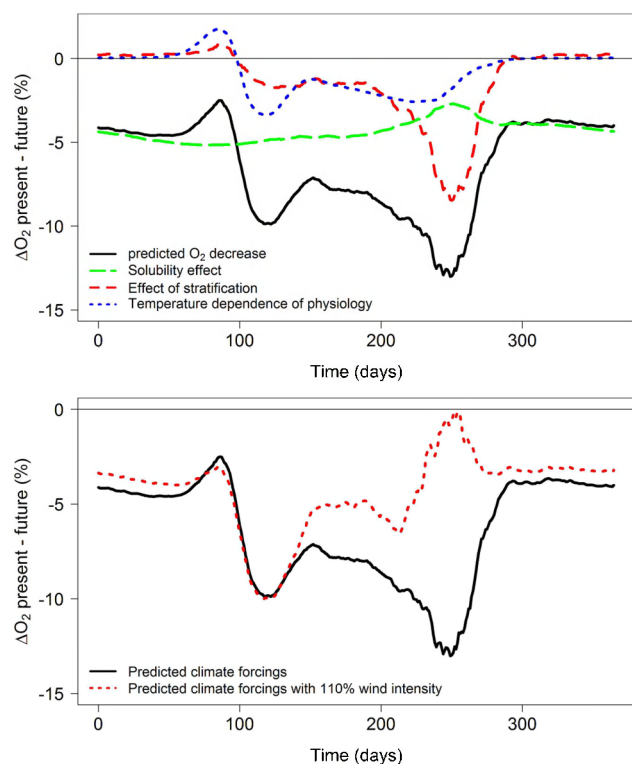 0
-5
-10
-15
ΔO2 present - future (%)
predicted O2 decrease
Solubility effect
Effect of stratification
Temperature dependence of physiology
0 100 200 300
Time (days)
0
-5
-10
-15
ΔO2 present - future (%)
Predicted climate forcings
Predicted climate forcings with 110% wind intensity
0 100 200 300
Time (days)